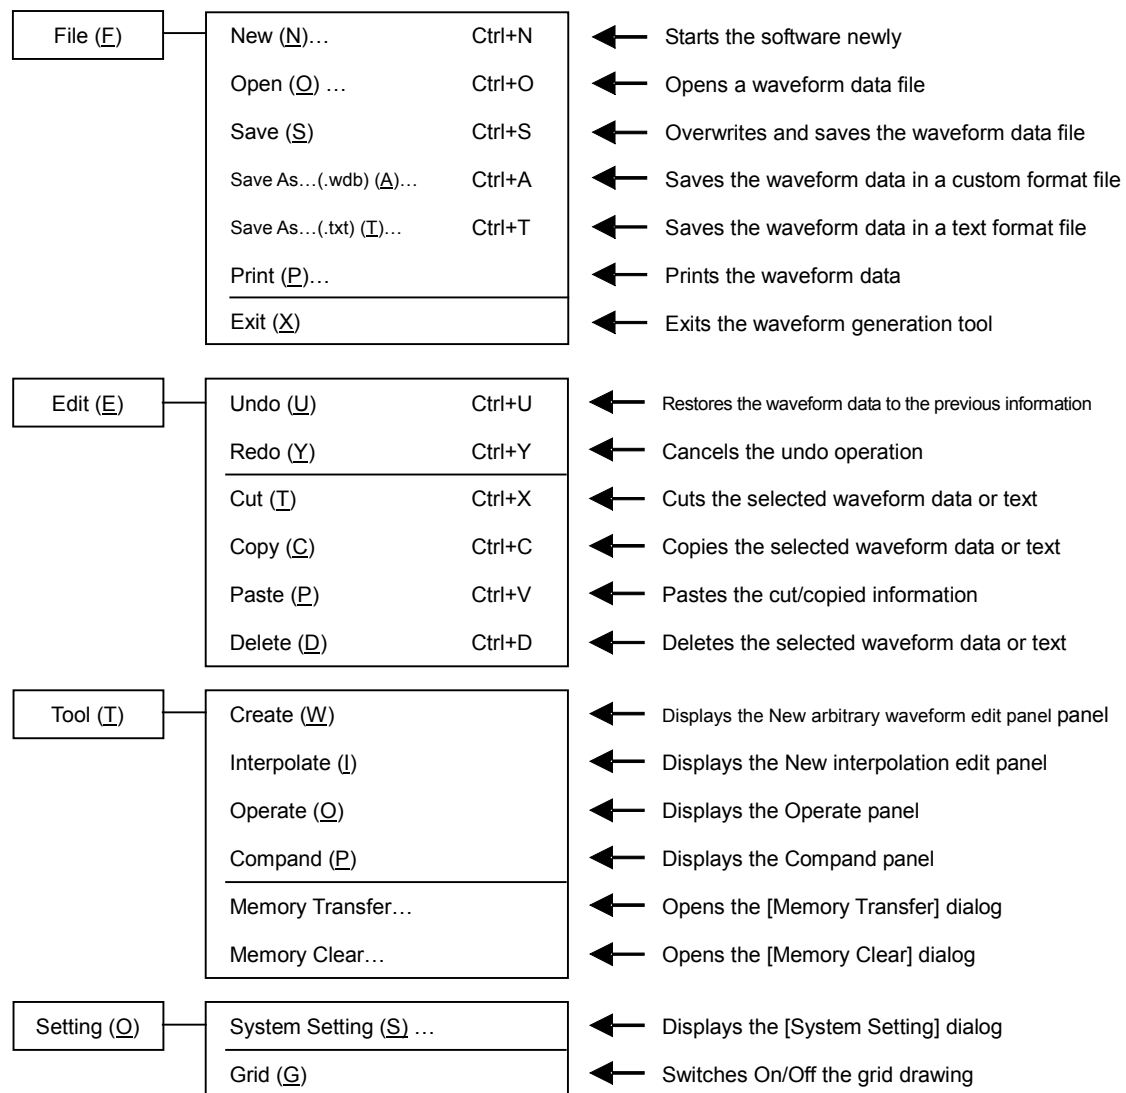 File (F)
New (N)… Ctrl+N Starts the software newly
Open (O) … Ctrl+O Opens a waveform data file
Save (S) Ctrl+S Overwrites and saves the waveform data file
Save As…(.wdb) (A)… Ctrl+A Saves the waveform data in a custom format file
Save As…(.txt) (T)… Ctrl+T Saves the waveform data in a text format file
Print (P)… Prints the waveform data
Exit (X) Exits the waveform generation tool
Edit (E)
Undo (U) Ctrl+U Restores the waveform data to the previous information
Redo (Y) Ctrl+Y Cancels the undo operation
Cut (T) Ctrl+X Cuts the selected waveform data or text
Copy (C) Ctrl+C Copies the selected waveform data or text
Paste (P) Ctrl+V Pastes the cut/copied information
Delete (D) Ctrl+D Deletes the selected waveform data or text
Tool (T)
Create (W) Displays the New arbitrary waveform edit panel panel
Interpolate (I) Displays the New interpolation edit panel
Operate (O) Displays the Operate panel
Compand (P) Displays the Compand panel
Memory Transfer… Opens the [Memory Transfer] dialog
Memory Clear… Opens the [Memory Clear] dialog
Setting (O)
System Setting (S) … Displays the [System Setting] dialog
Grid (G) Switches On/Off the grid drawing